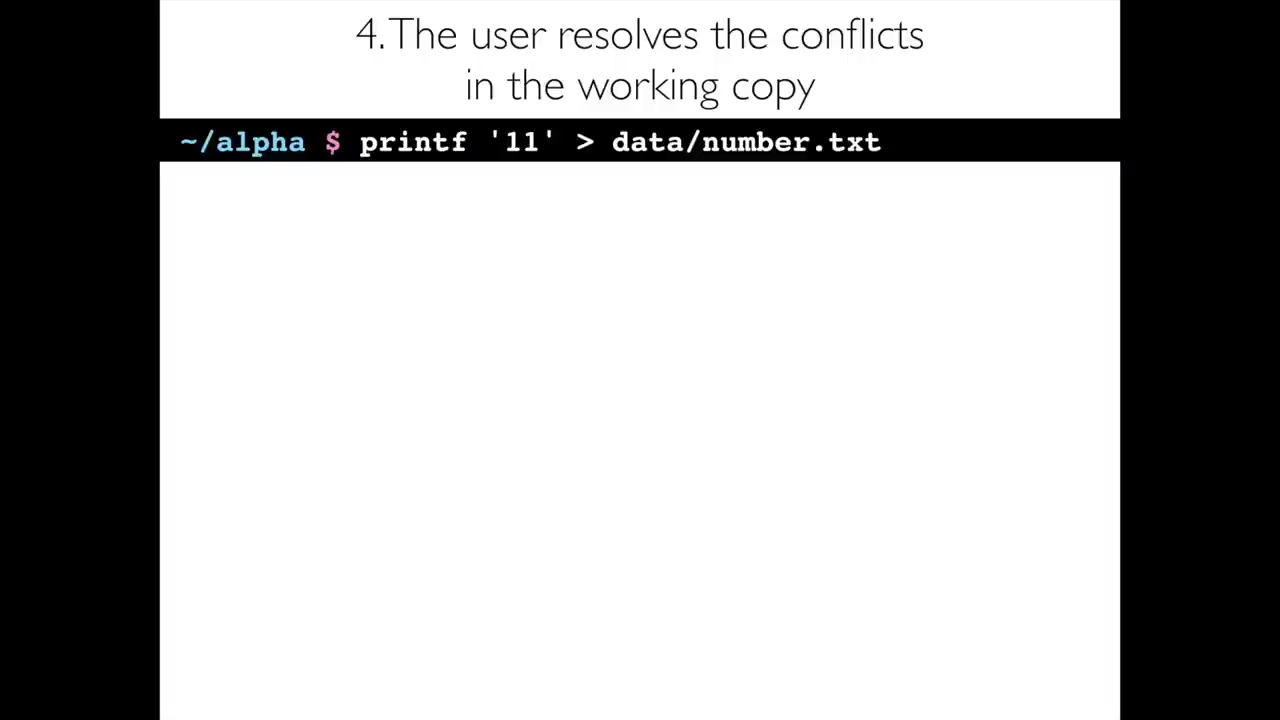 4. The user resolves the conflicts
in the working copy
~/alpha $ printf '11' > data/number.txt